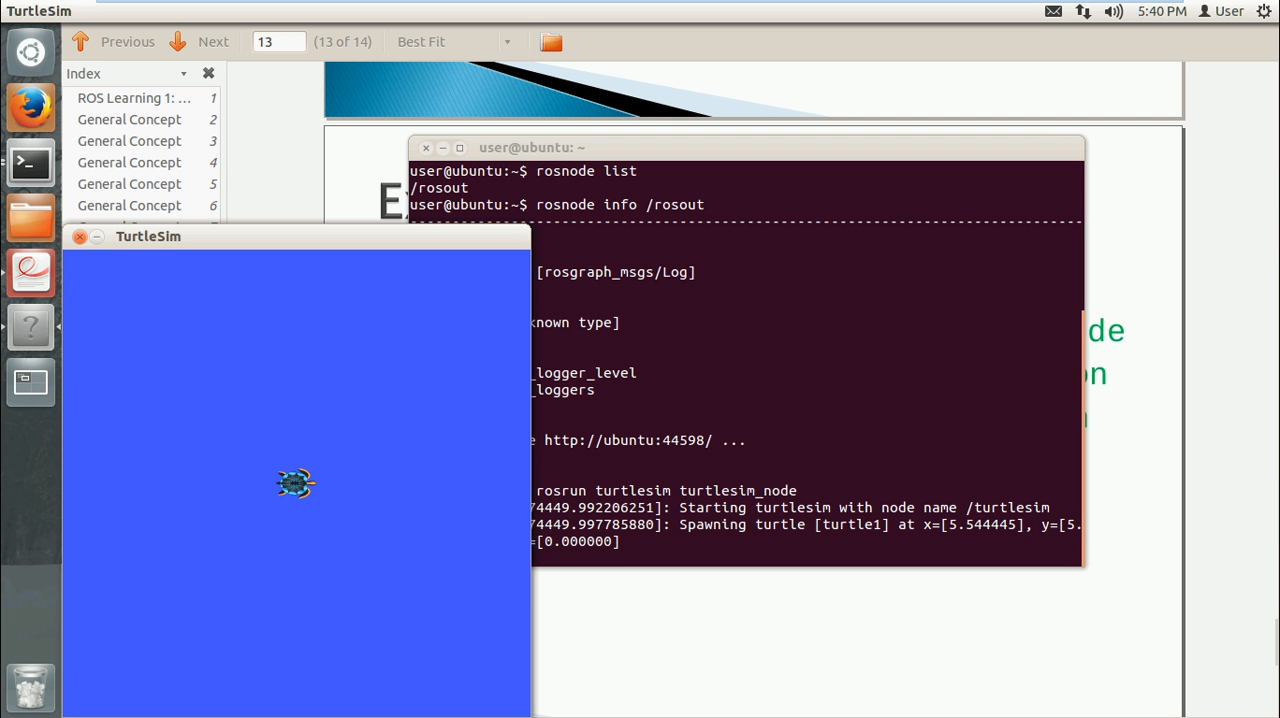 TurtleSim
5:40 PM
User
Previous
Next
13
(13 of 14)
Best Fit
Index
ROS Learning 1: ...
1
General Concept
2
General Concept
3
General Concept
4
General Concept
5
General Concept
6
user@ubuntu: ~
user@ubuntu:~$ rosnode list
/rosout
user@ubuntu:~$ rosnode info /rosout
--------------------------------------------------------------------------------
[rosgraph_msgs/Log]
known type]
_logger_level
_loggers
e http://ubuntu:44598/ ...
rosrun turtlesim turtlesim_node
74449.992206251]: Starting turtlesim with node name /turtlesim
74449.997785880]: Spawning turtle [turtle1] at x=[5.544445], y=[5.
=[0.000000]
TurtleSim
de
on